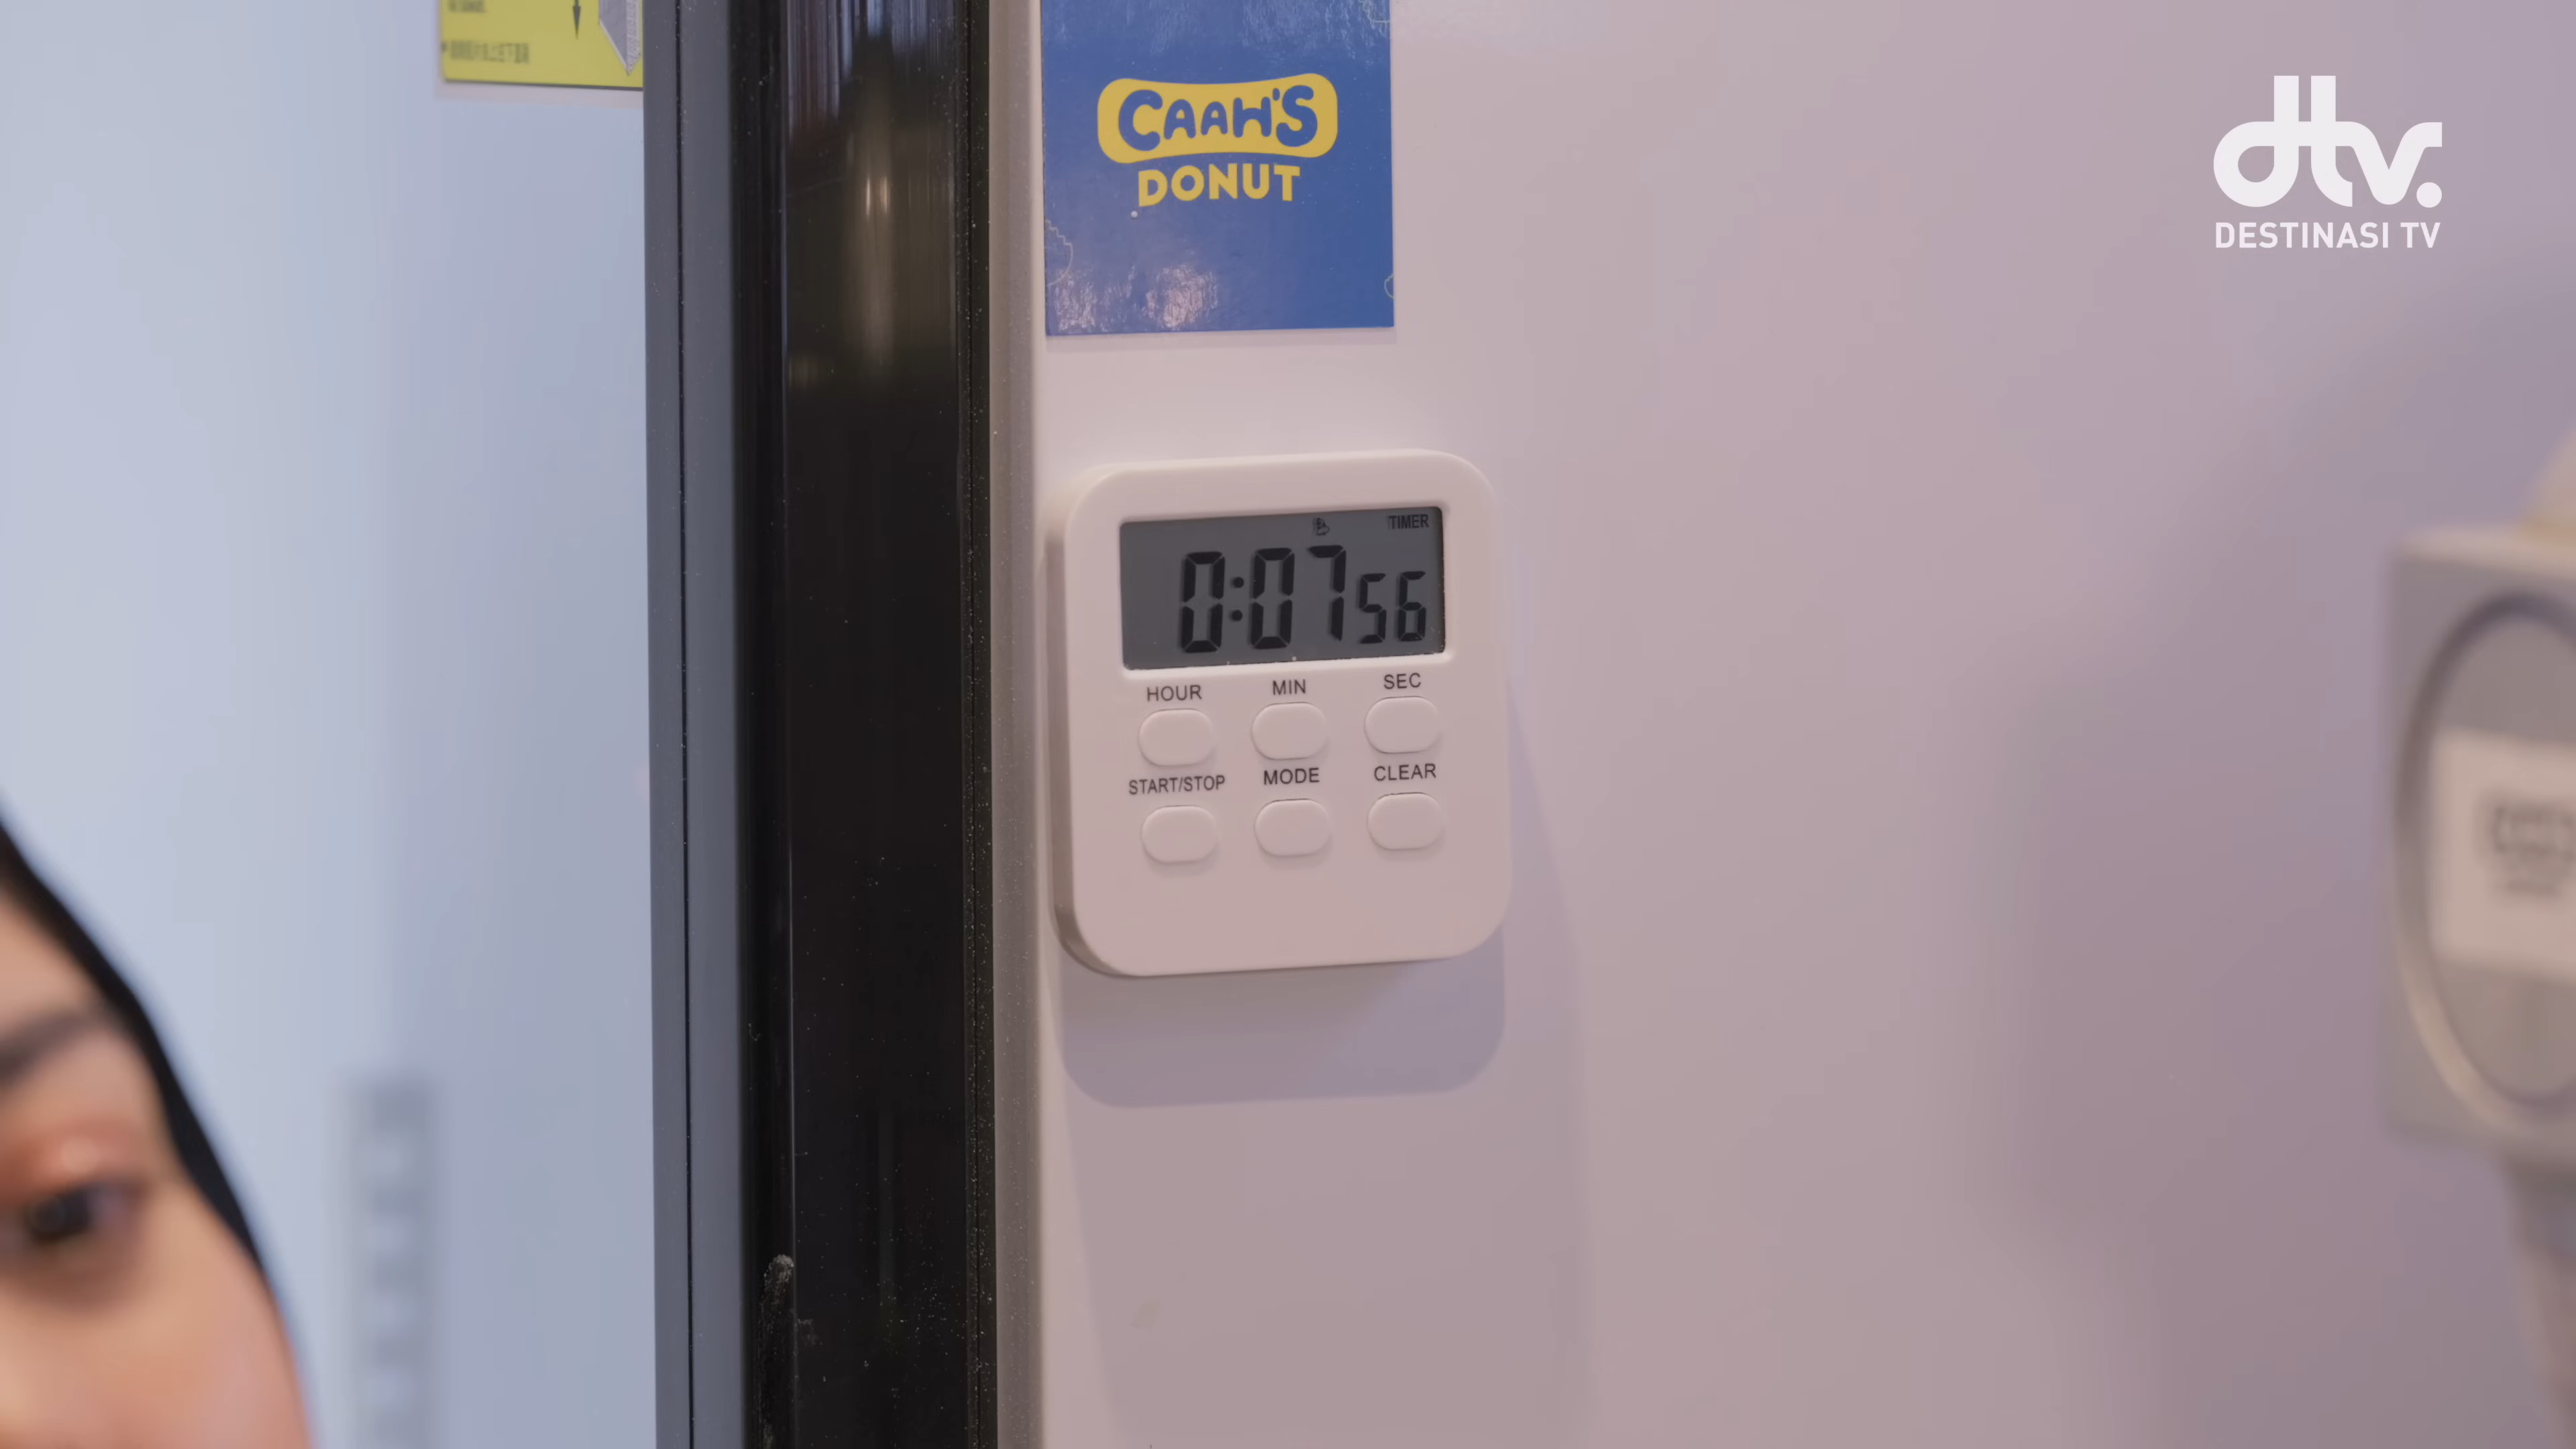 CAAH'S
DONUT
dtv.
DESTINASI TV
TIMER
0:07 56
HOUR MIN SEC
START/STOP MODE CLEAR